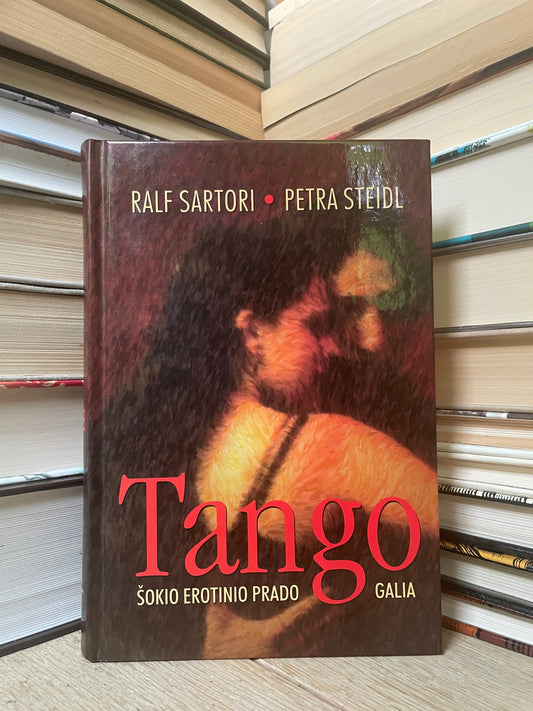 RALF SARTORI • PETRA STEIDL
Tango
ŠOKIO EROTINIO PRADO GALIA